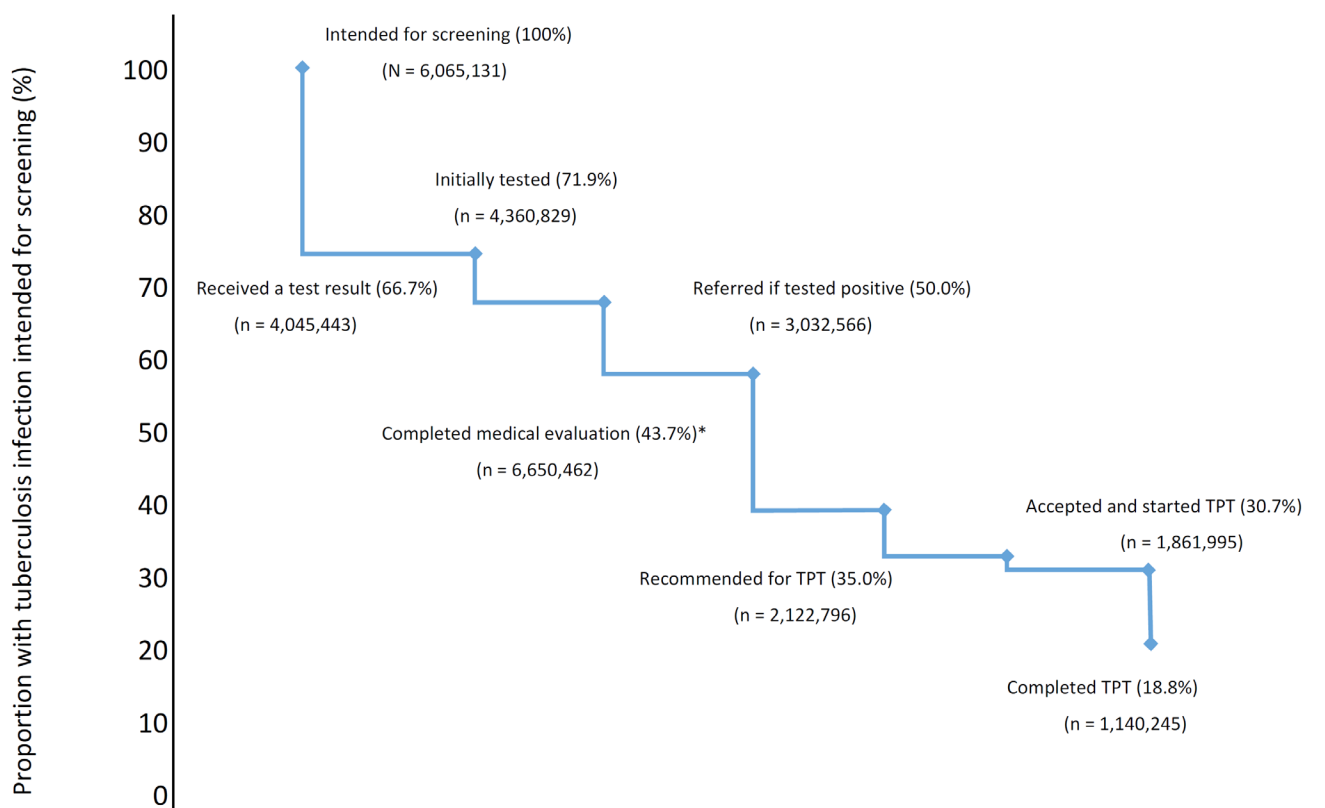 Proportion with tuberculosis infection intended for screening (%)
100
90
80
70
60
50
40
30
20
10
0
Intended for screening (100%)
(N = 6,065,131)
Initially tested (71.9%)
(n = 4,360,829)
Received a test result (66.7%)
(n = 4,045,443)
Referred if tested positive (50.0%)
(n = 3,032,566)
Completed medical evaluation (43.7%)*
(n = 6,650,462)
Recommended for TPT (35.0%)
(n = 2,122,796)
Accepted and started TPT (30.7%)
(n = 1,861,995)
Completed TPT (18.8%)
(n = 1,140,245)